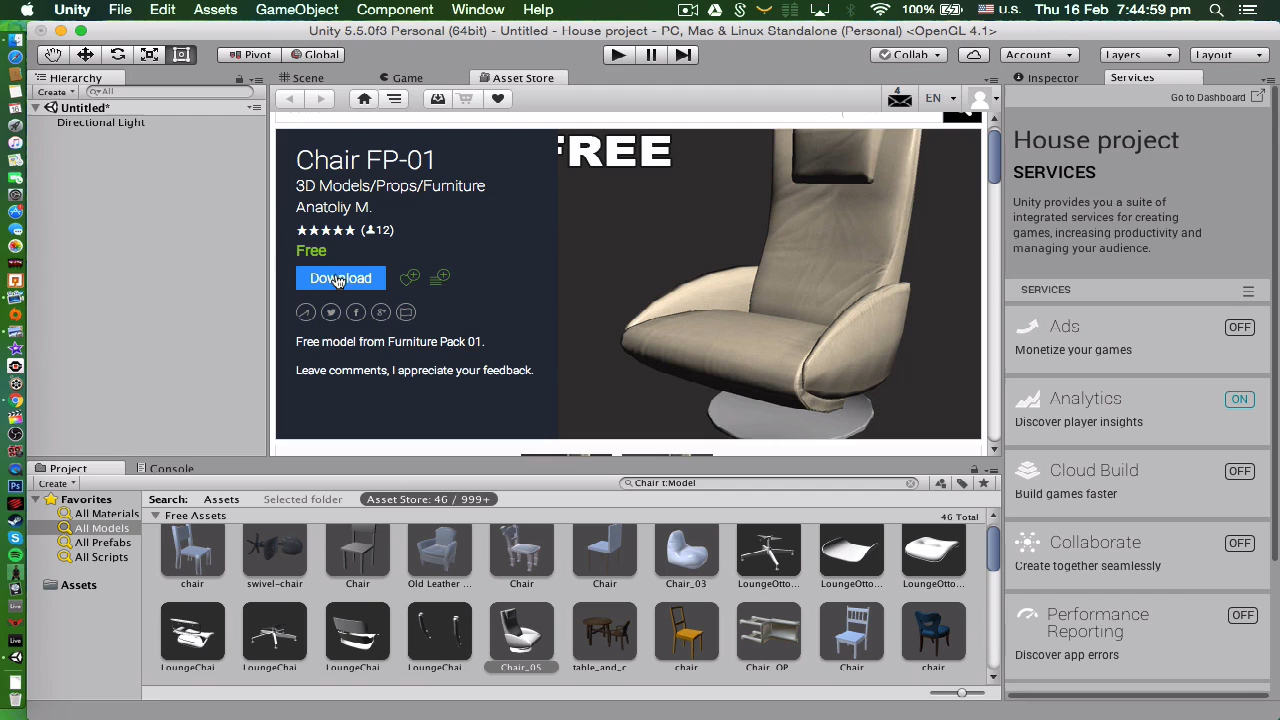 Unity File Edit Assets GameObject Component Window Help 100% U.S. Thu 16 Feb 7:44:59 pm
Unity 5.5.0f3 Personal (64bit) - Untitled - House project - PC, Mac & Linux Standalone (Personal) <OpenGL 4.1>
Pivot Global Collab Account Layers Layout
Hierarchy Scene Game Asset Store Inspector Services
Create All
4 EN Go to Dashboard
Untitled*
Directional Light
FREE
Chair FP-01
3D Models/Props/Furniture
Anatoliy M.
★★★★★ (12)
Free
Download
Free model from Furniture Pack 01.
Leave comments, I appreciate your feedback.
House project
SERVICES
Unity provides you a suite of
integrated services for creating
games, increasing productivity and
managing your audience.
SERVICES
Ads OFF
Monetize your games
Analytics ON
Discover player insights
Cloud Build OFF
Build games faster
Collaborate OFF
Create together seamlessly
Performance
Reporting OFF
Discover app errors
Project Console
Create Chair t:Model
Favorites
All Materials
All Models
All Prefabs
All Scripts
Assets
Search: Assets Selected folder Asset Store: 46 / 999+
Free Assets 46 Total
chair swivel-chair Chair Old Leather ... Chair Chair Chair_03 LoungeOtto... LoungeOtto... LoungeOtto...
LoungeChai LoungeChai LoungeChai LoungeChai Chair_05 table_and_c chair Chair_OP Chair chair